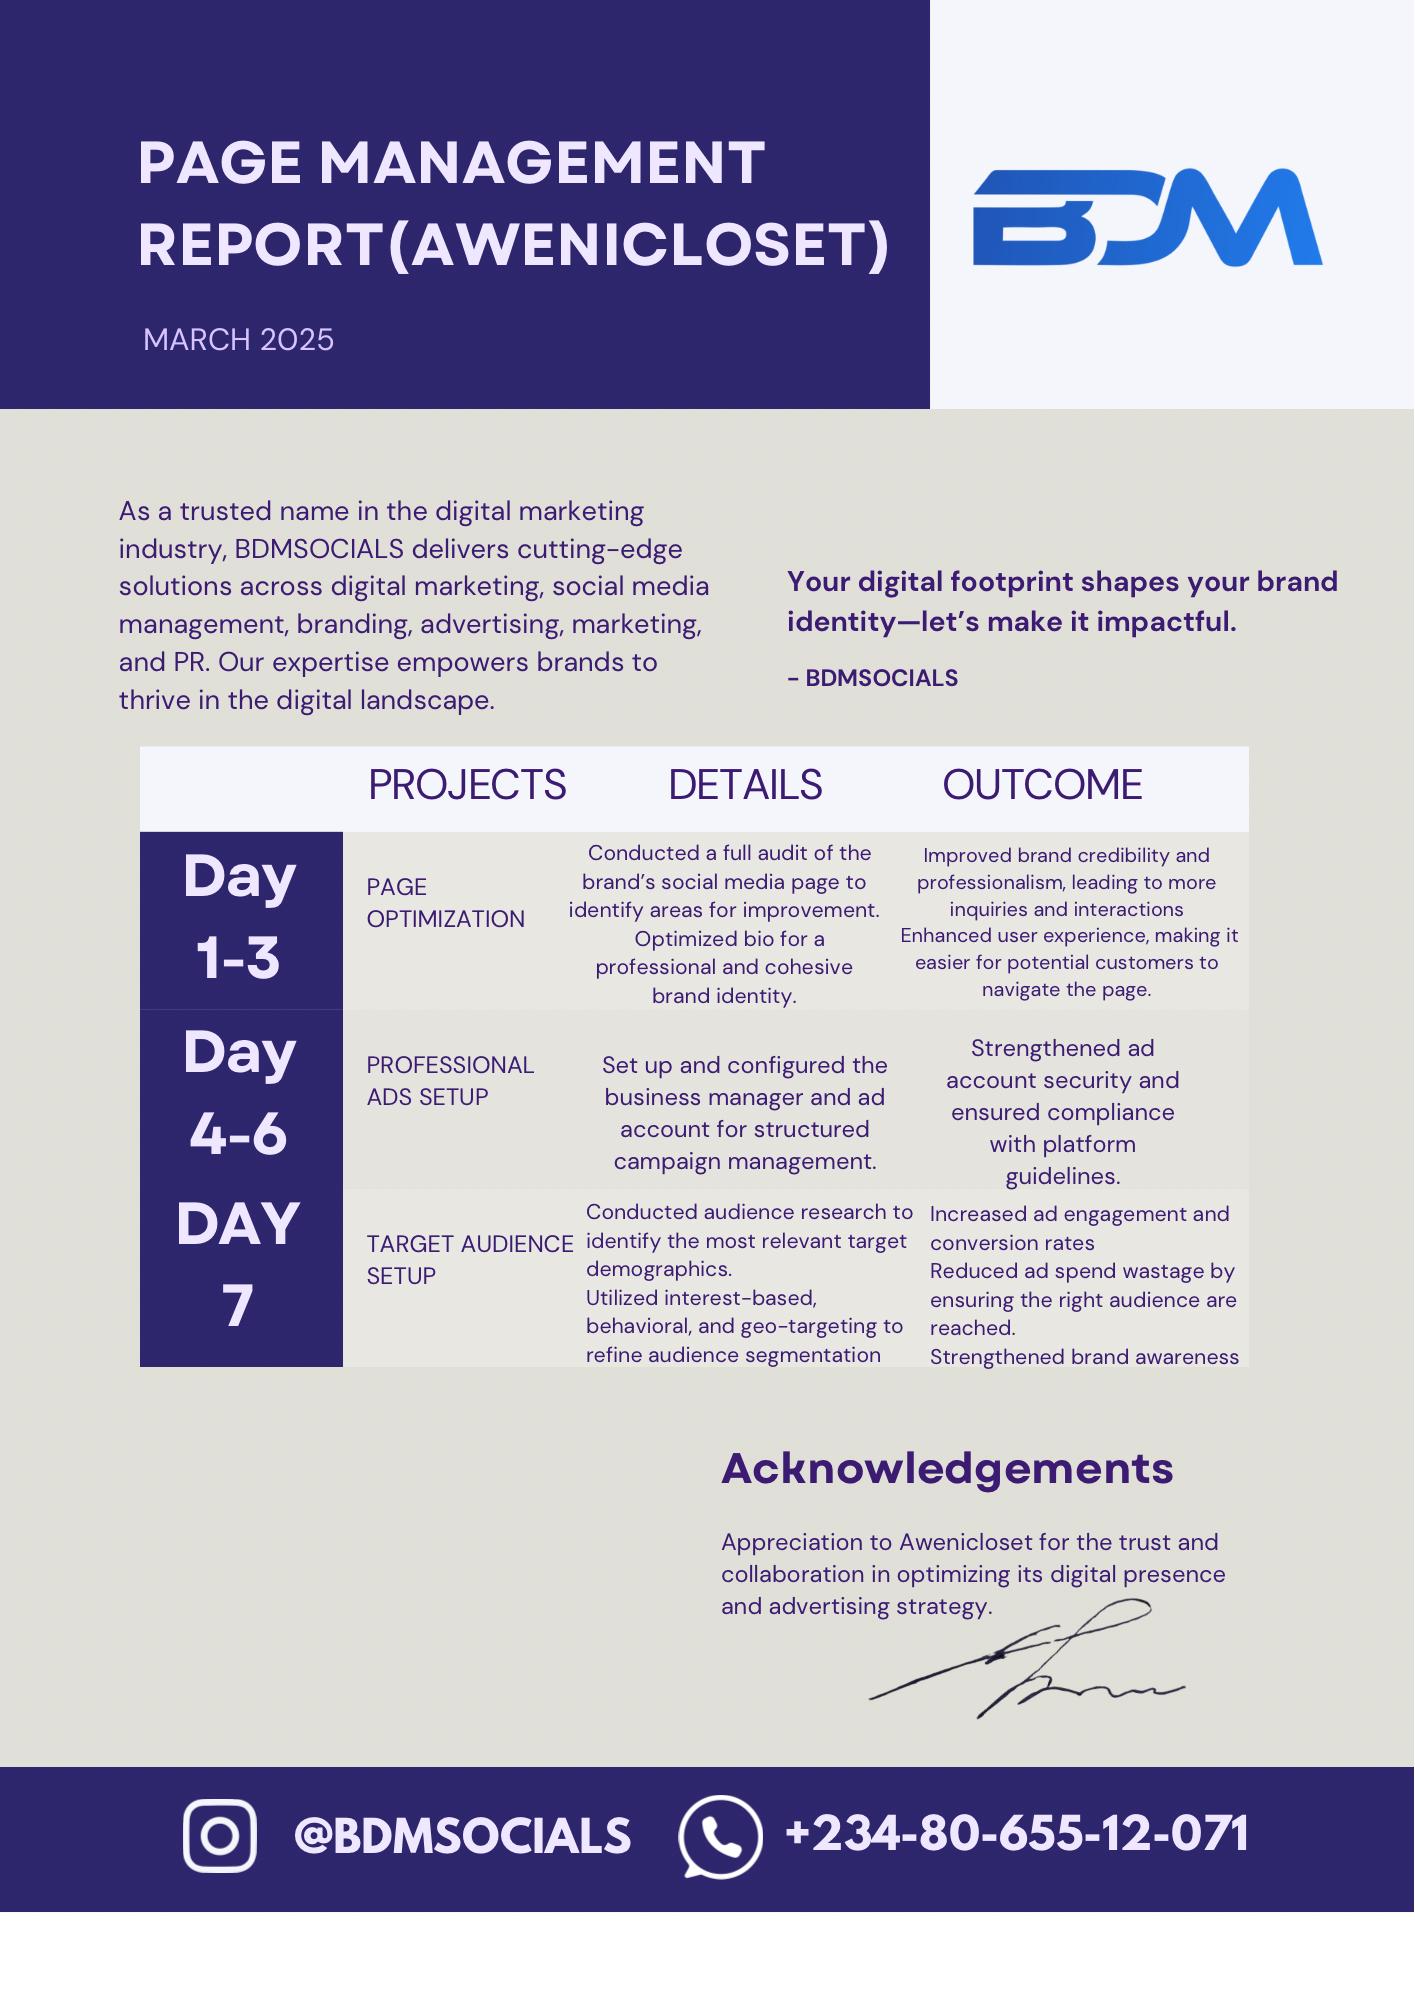 PAGE MANAGEMENT
REPORT(AWENICLOSET)
MARCH 2025
BDM
As a trusted name in the digital marketing
industry, BDMSOCIALS delivers cutting-edge
solutions across digital marketing, social media
management, branding, advertising, marketing,
and PR. Our expertise empowers brands to
thrive in the digital landscape.
Your digital footprint shapes your brand
identity—let’s make it impactful.
- BDMSOCIALS
PROJECTS
DETAILS
OUTCOME
Day
1-3
PAGE
OPTIMIZATION
Conducted a full audit of the
brand’s social media page to
identify areas for improvement.
Optimized bio for a
professional and cohesive
brand identity.
Improved brand credibility and
professionalism, leading to more
inquiries and interactions
Enhanced user experience, making it
easier for potential customers to
navigate the page.
Day
4-6
PROFESSIONAL
ADS SETUP
Set up and configured the
business manager and ad
account for structured
campaign management.
Strengthened ad
account security and
ensured compliance
with platform
guidelines.
DAY
7
TARGET AUDIENCE
SETUP
Conducted audience research to
identify the most relevant target
demographics.
Utilized interest-based,
behavioral, and geo-targeting to
refine audience segmentation
Increased ad engagement and
conversion rates
Reduced ad spend wastage by
ensuring the right audience are
reached.
Strengthened brand awareness
Acknowledgements
Appreciation to Awenicloset for the trust and
collaboration in optimizing its digital presence
and advertising strategy.
@BDMSOCIALS
+234-80-655-12-071